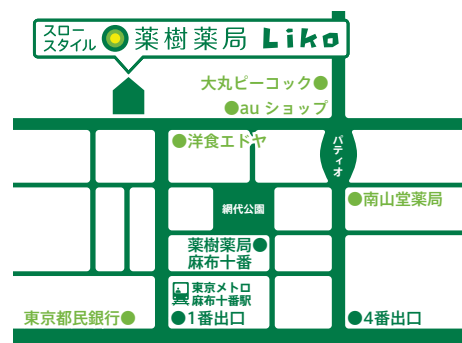 スロー
スタイル
薬樹薬局 Liko
大丸ピーコック●
●au ショップ
●洋食エドヤ
パティオ
網代公園
●南山堂薬局
薬樹薬局●
麻布十番
東京メトロ
麻布十番駅
東京都民銀行●
●1番出口
●4番出口